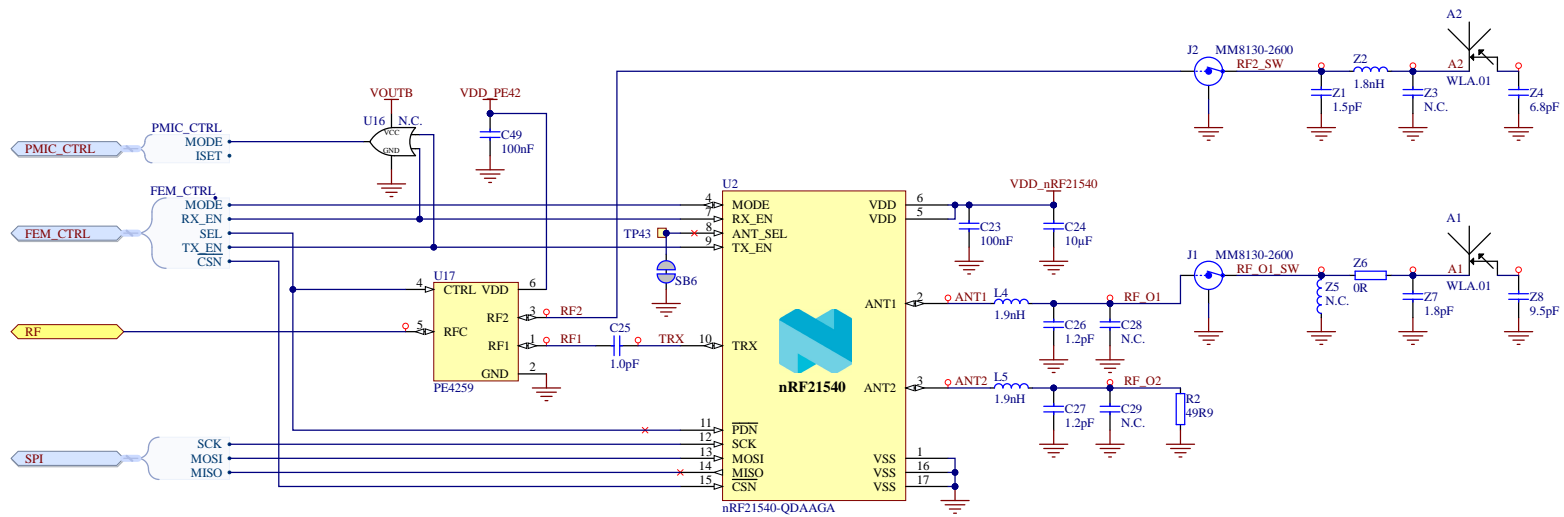 A2
J2 MM8130-2600
RF2_SW
Z2
1.8nH
A2
WLA.01
Z1
1.5pF
Z3
N.C.
Z4
6.8pF
VOUTB
VDD_PE42
U16 N.C.
VCC
GND
C49
100nF
PMIC_CTRL
PMIC_CTRL
MODE
ISET
FEM_CTRL
FEM_CTRL
MODE
RX_EN
SEL
TX_EN
CSN
U2
4 MODE
7 RX_EN
8 ANT_SEL
9 TX_EN
TP43
SB6
VDD 6
VDD 5
VDD_nRF21540
C23
100nF
C24
10µF
A1
J1 MM8130-2600
RF_O1_SW
Z6
0R
A1
WLA.01
Z5
N.C.
Z7
1.8pF
Z8
9.5pF
U17
4 CTRL VDD 6
RF2 3 RF2
RF
5 RFC
RF1 1 RF1
GND 2
PE4259
C25
1.0pF
TRX
10 TRX
nRF21540
ANT1 2 ANT1
L4
1.9nH
RF_O1
C26
1.2pF
C28
N.C.
ANT2 3 ANT2
L5
1.9nH
RF_O2
C27
1.2pF
C29
N.C.
R2
49R9
SPI
SCK
MOSI
MISO
11 PDN
12 SCK
13 MOSI
14 MISO
15 CSN
VSS 1
VSS 16
VSS 17
nRF21540-QDAAGA